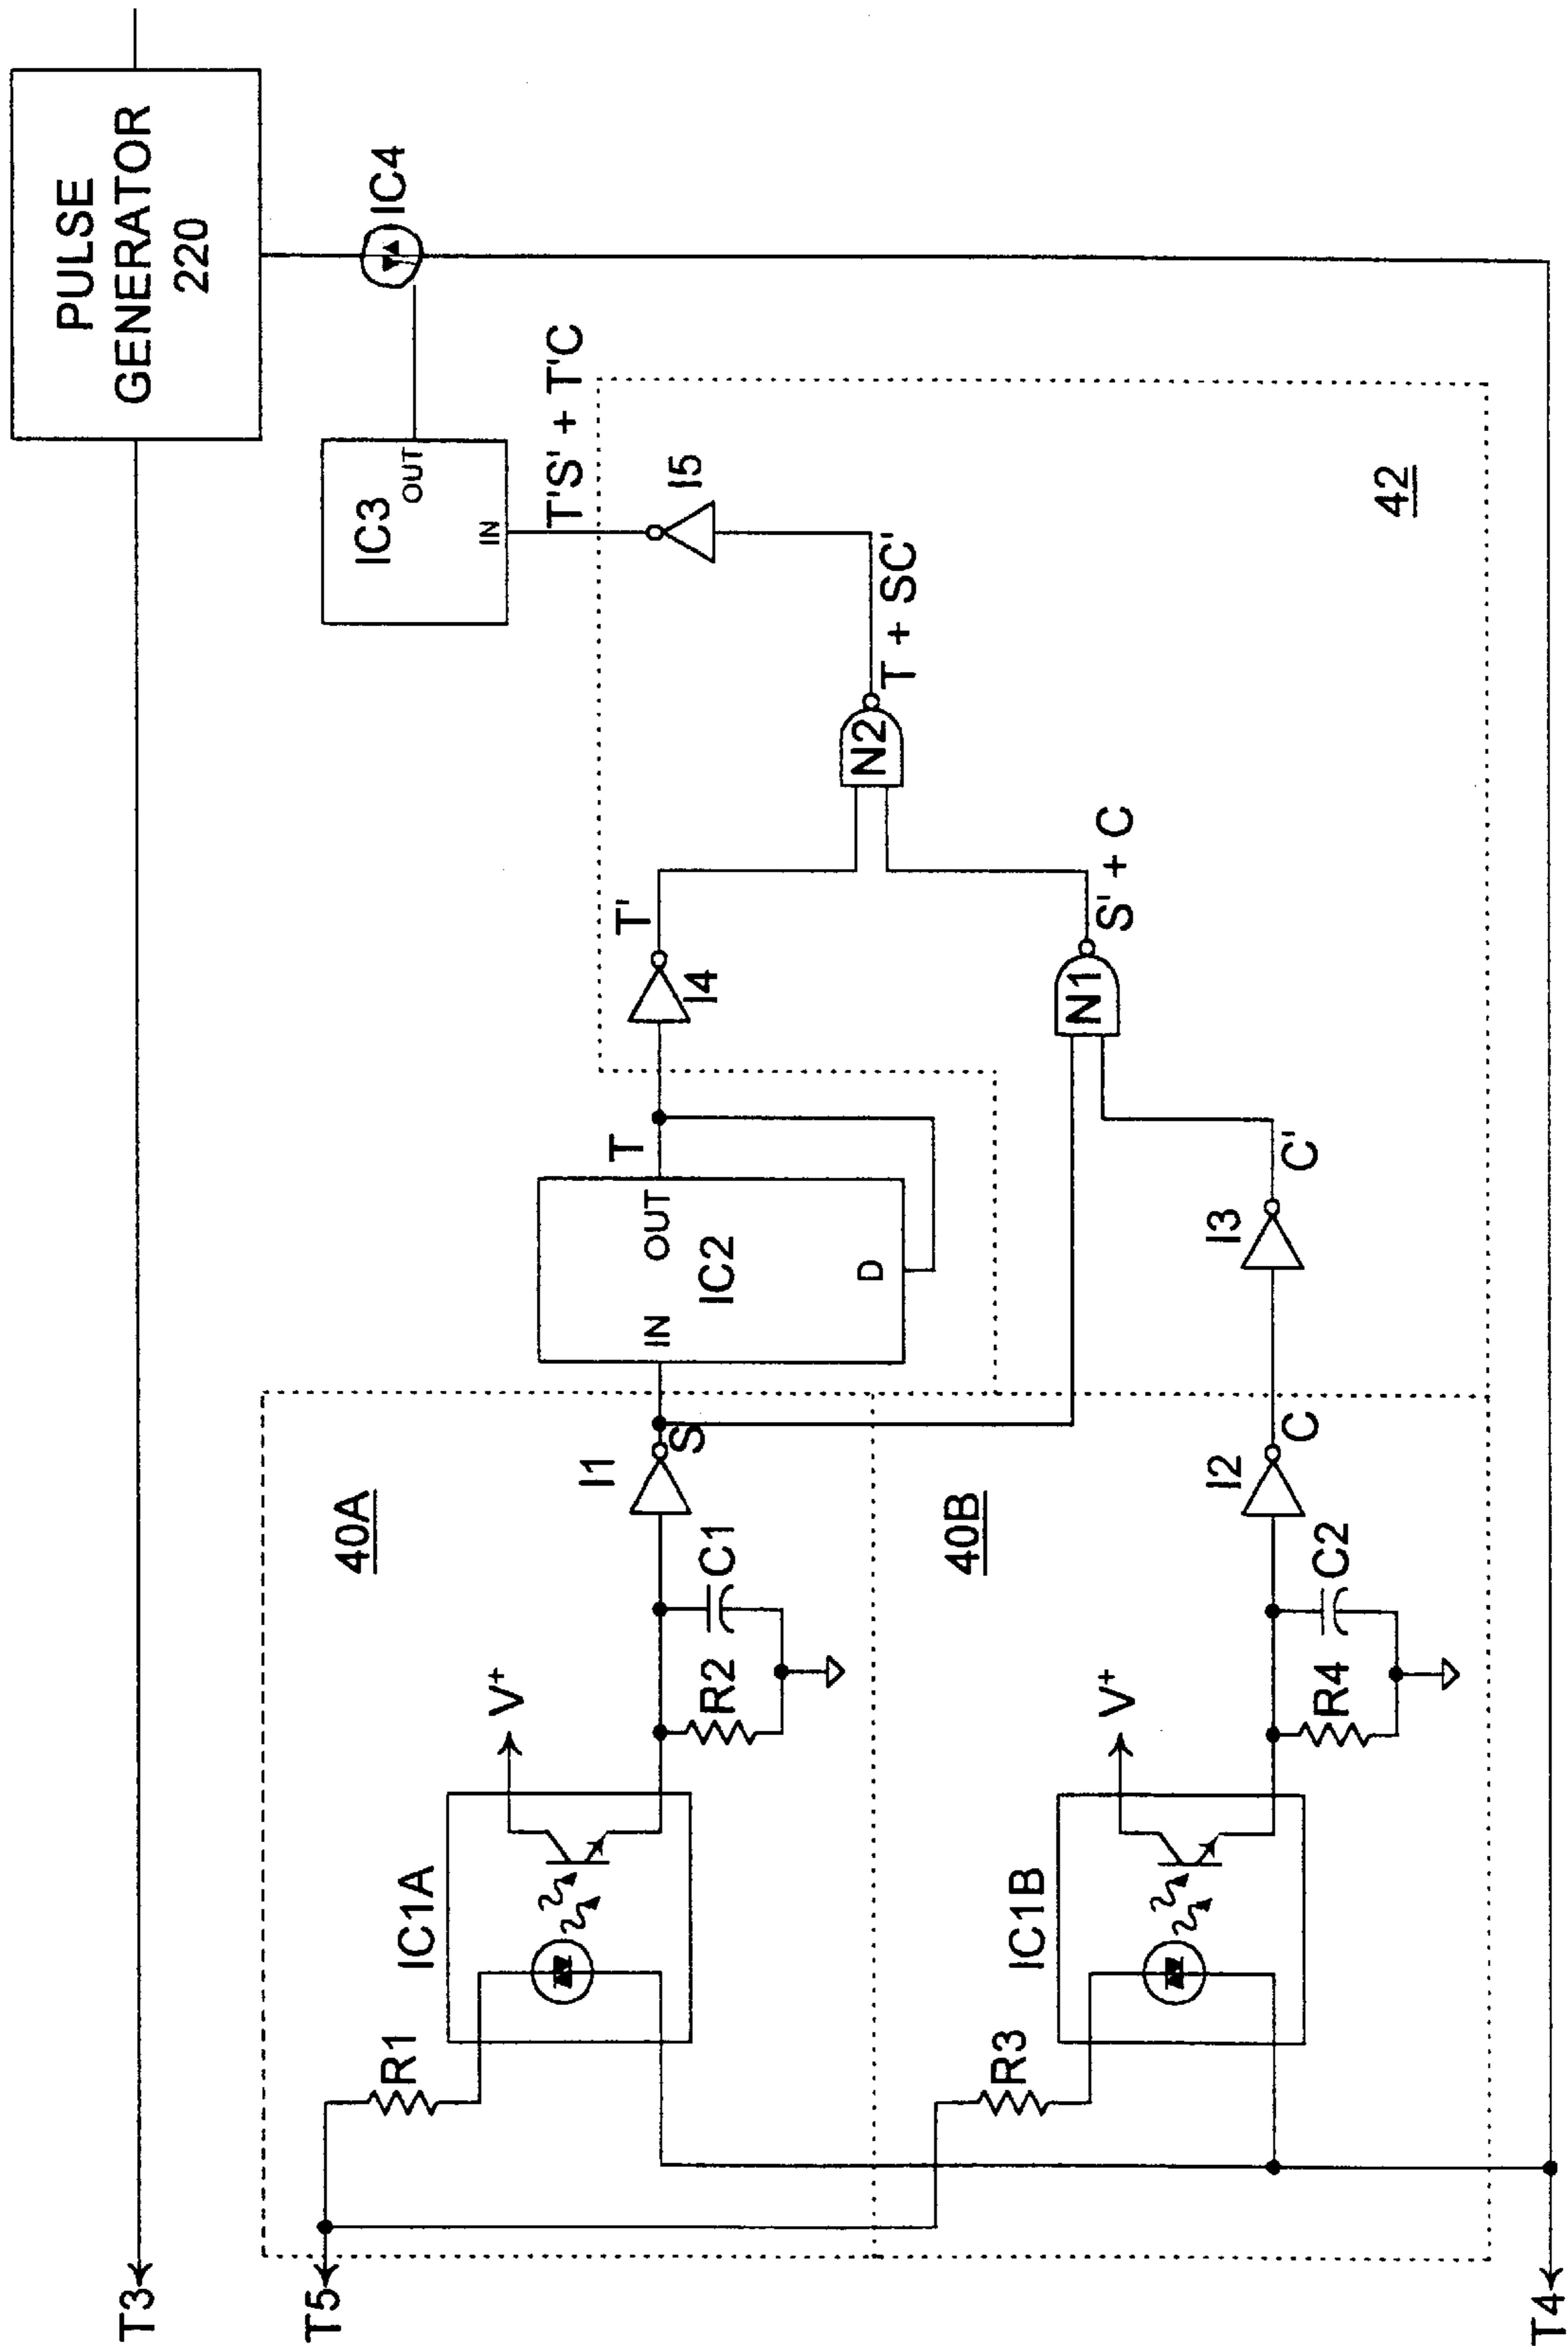 PULSE
GENERATOR
220
IC4
T3
IC3
OUT
IN
T'S' + T'C
I5
42
T + SC'
N2
T'
I4
S' + C
N1
T
OUT
IC2
IN
D
C'
I3
40A
I1
S
C1
R2
V+
IC1A
R1
T5
40B
I2
C
C2
R4
V+
IC1B
R3
T4